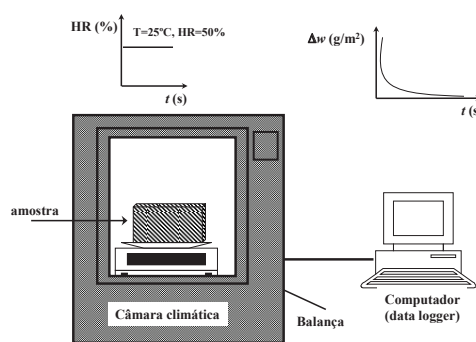 HR (%)
T=25ºC, HR=50%
t (s)
Δw (g/m²)
t (s)
amostra
Câmara climática
Balança
Computador
(data logger)